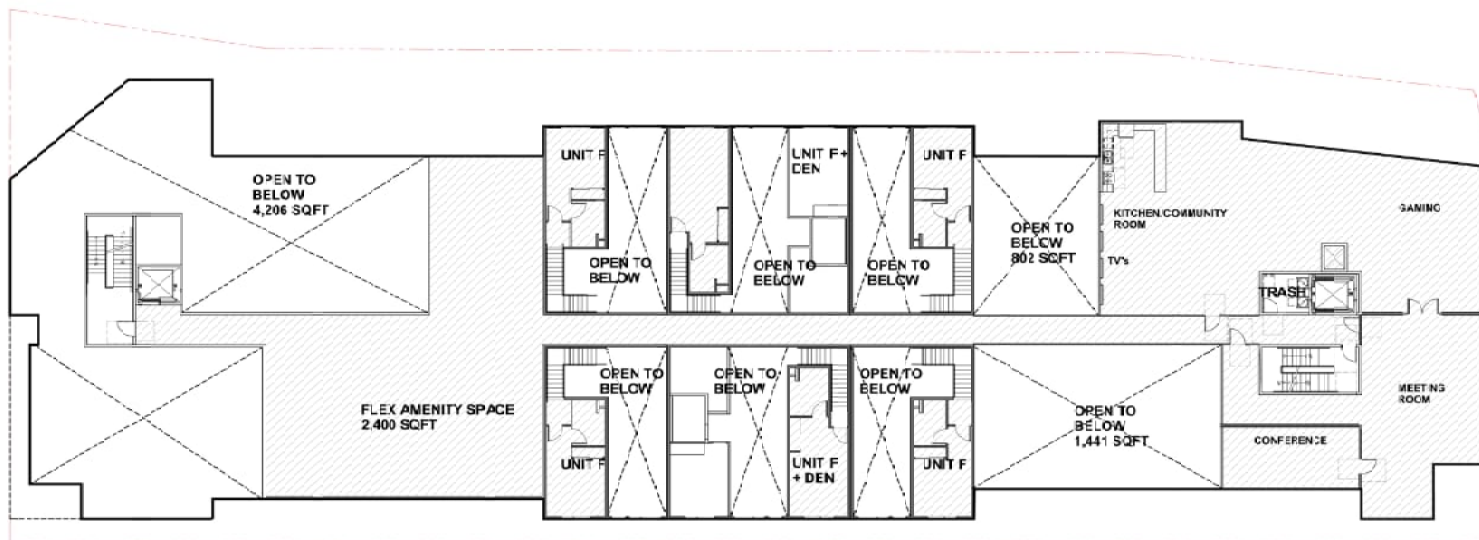 UNIT F
UNIT F +
DEN
UNIT F
OPEN TO
BELOW
4,206 SQFT
OPEN TO
BELOW
OPEN TO
BELOW
OPEN TO
BELOW
OPEN TO
BELOW
802 SQFT
KITCHEN/COMMUNITY
ROOM
GAMING
TV's
TRASH
OPEN TO
BELOW
OPEN TO
BELOW
OPEN TO
BELOW
FLEX AMENITY SPACE
2,400 SQFT
OPEN TO
BELOW
1,441 SQFT
MEETING
ROOM
CONFERENCE
UNIT F
UNIT F
+ DEN
UNIT F